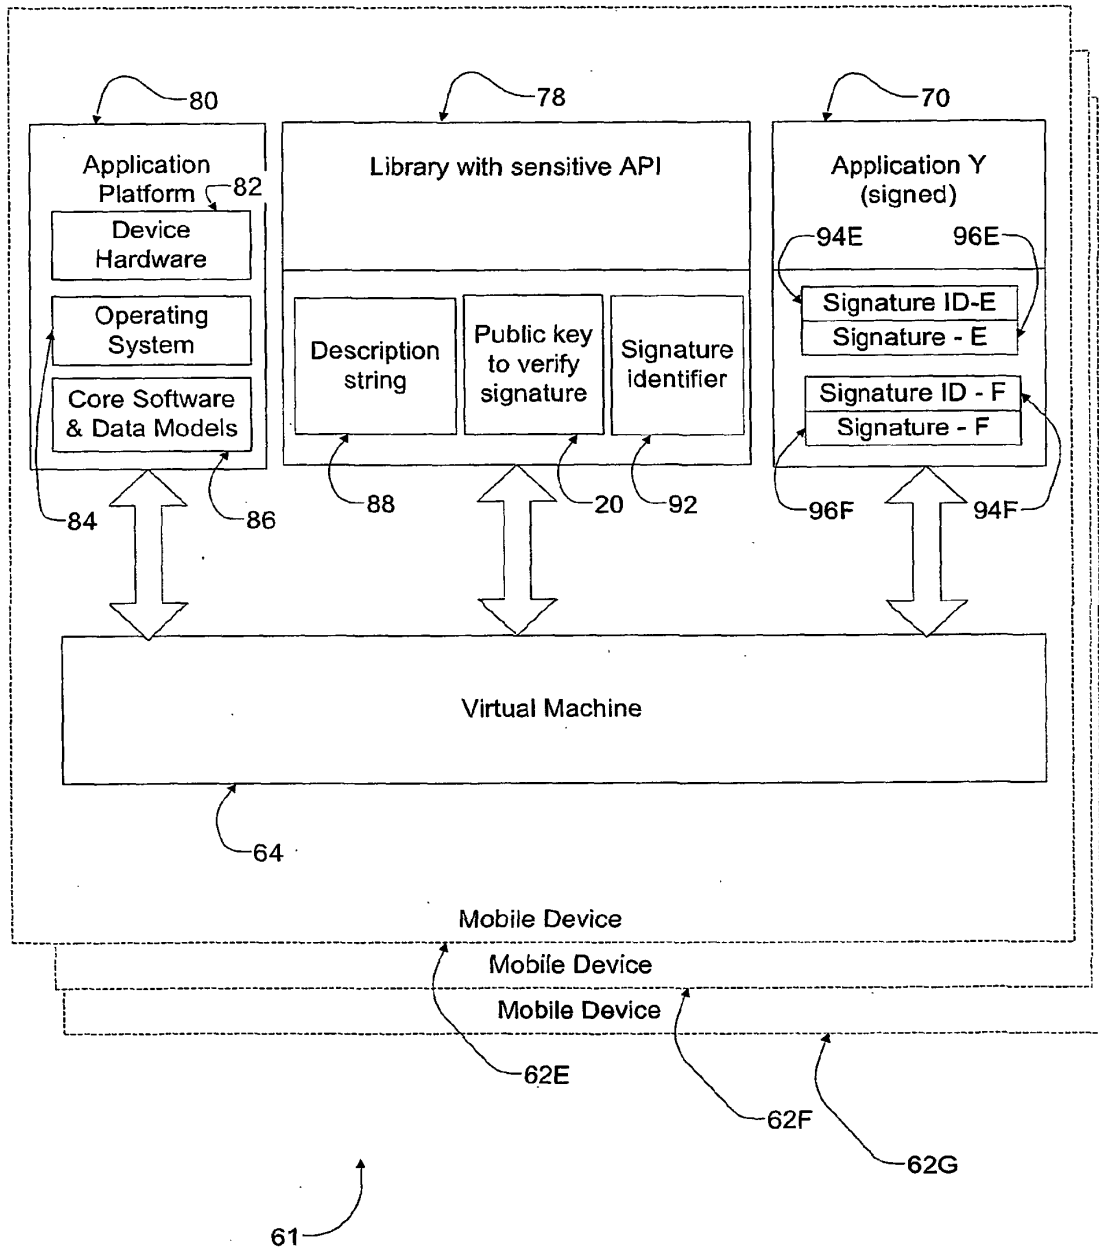 80
78
70
Application
Platform
82
Device
Hardware
Operating
System
Core Software
& Data Models
84
86
Library with sensitive API
Description
string
Public key
to verify
signature
Signature
identifier
88
20
92
Application Y
(signed)
94E
96E
Signature ID-E
Signature - E
Signature ID - F
Signature - F
96F
94F
Virtual Machine
64
Mobile Device
Mobile Device
Mobile Device
62E
62F
62G
61